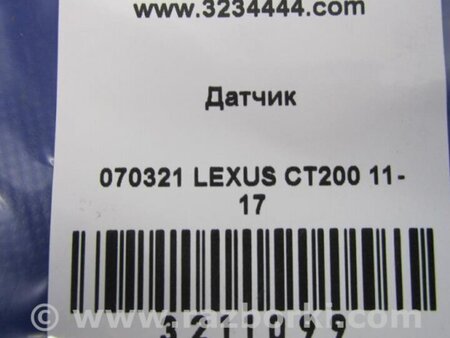 www.3234444.com
Датчик
070321 LEXUS CT200 11-
17
© www.razborki.com